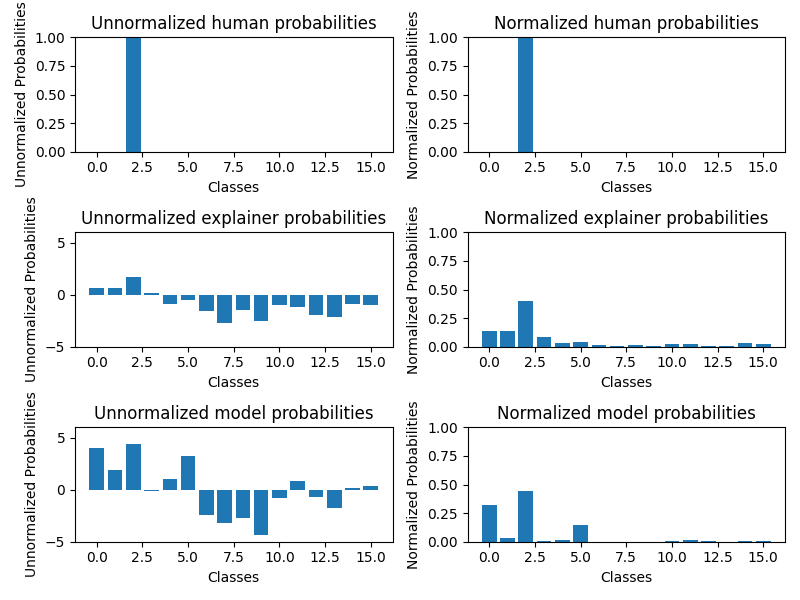 Unnormalized human probabilities
Unnormalized Probabilities
1.00
0.75
0.50
0.25
0.00
0.0 2.5 5.0 7.5 10.0 12.5 15.0
Classes
Normalized human probabilities
Normalized Probabilities
1.00
0.75
0.50
0.25
0.00
0.0 2.5 5.0 7.5 10.0 12.5 15.0
Classes
Unnormalized explainer probabilities
Unnormalized Probabilities
5
0
−5
0.0 2.5 5.0 7.5 10.0 12.5 15.0
Classes
Normalized explainer probabilities
Normalized Probabilities
1.00
0.75
0.50
0.25
0.00
0.0 2.5 5.0 7.5 10.0 12.5 15.0
Classes
Unnormalized model probabilities
Unnormalized Probabilities
5
0
−5
0.0 2.5 5.0 7.5 10.0 12.5 15.0
Classes
Normalized model probabilities
Normalized Probabilities
1.00
0.75
0.50
0.25
0.00
0.0 2.5 5.0 7.5 10.0 12.5 15.0
Classes